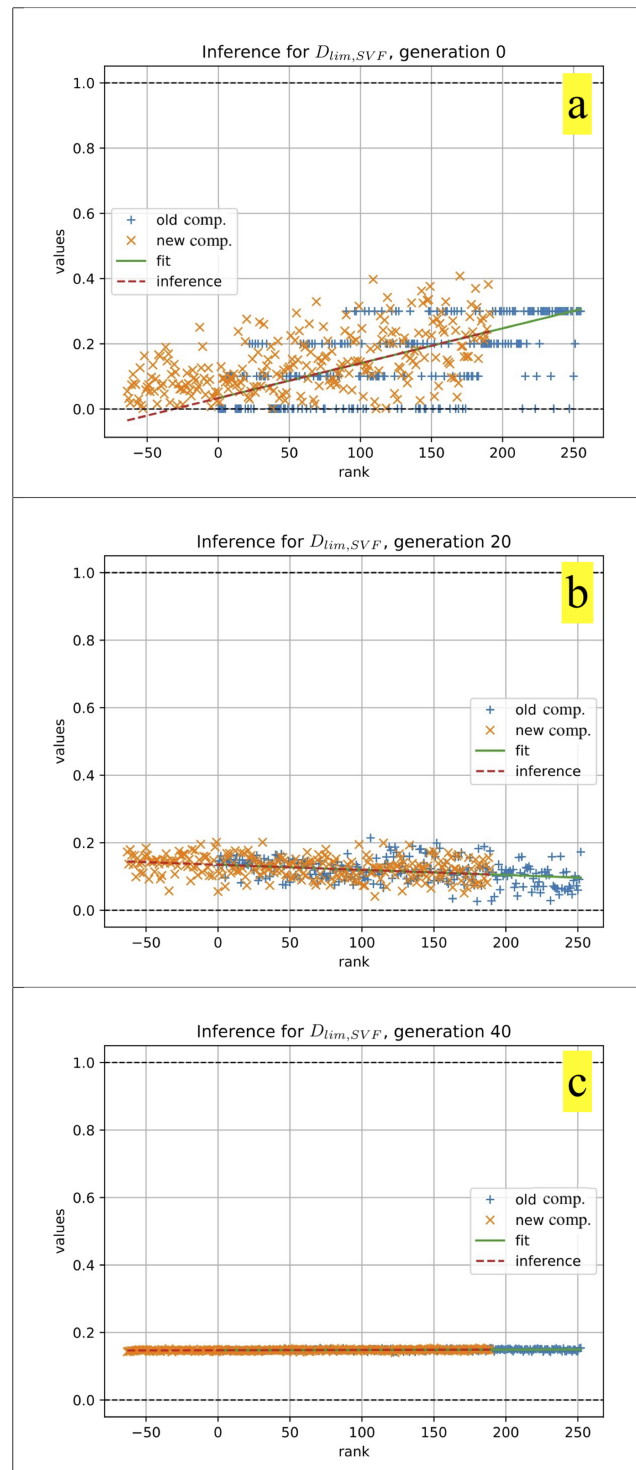 Inference for D_{lim,SVF}, generation 0
a
1.0
0.8
0.6
0.4
0.2
0.0
values
old comp.
new comp.
fit
inference
−50 0 50 100 150 200 250
rank
Inference for D_{lim,SVF}, generation 20
b
1.0
0.8
0.6
0.4
0.2
0.0
values
old comp.
new comp.
fit
inference
−50 0 50 100 150 200 250
rank
Inference for D_{lim,SVF}, generation 40
c
1.0
0.8
0.6
0.4
0.2
0.0
values
old comp.
new comp.
fit
inference
−50 0 50 100 150 200 250
rank